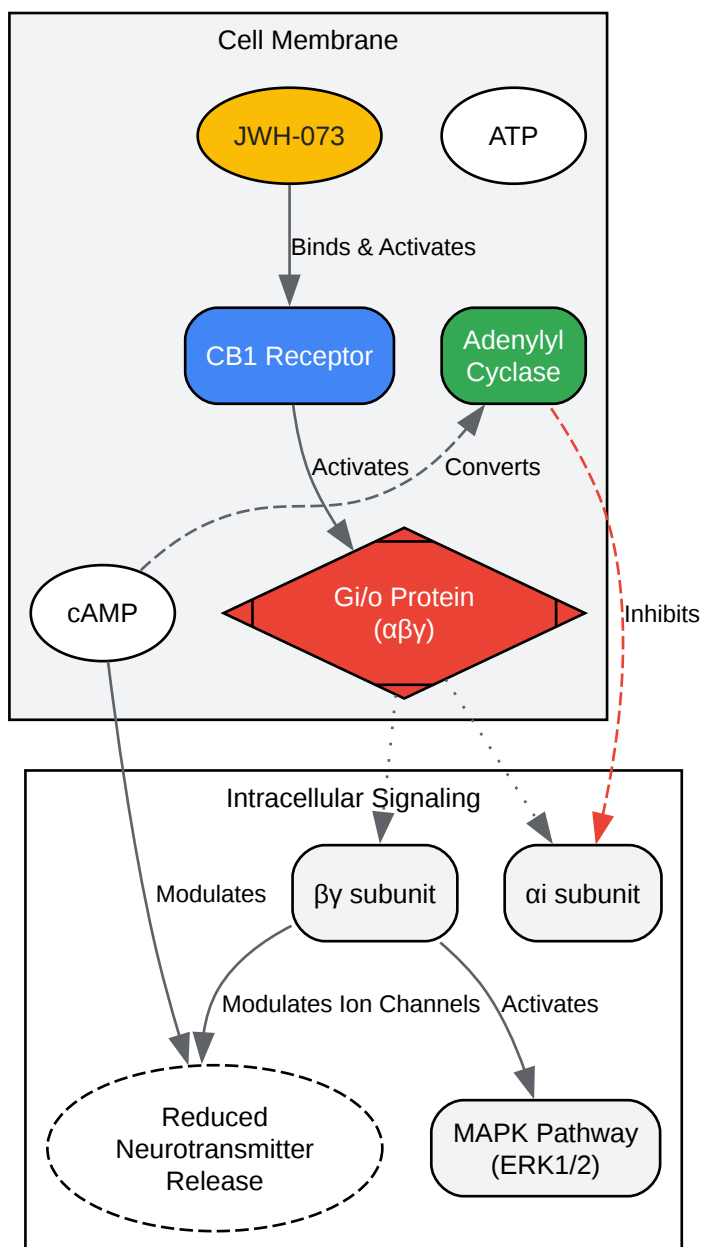 Cell Membrane
JWH-073
ATP
Binds & Activates
CB1 Receptor
Adenylyl
Cyclase
Activates
Converts
cAMP
Gi/o Protein
(αβγ)
Inhibits
Intracellular Signaling
βγ subunit
αi subunit
Modulates
Modulates Ion Channels
Activates
Reduced
Neurotransmitter
Release
MAPK Pathway
(ERK1/2)